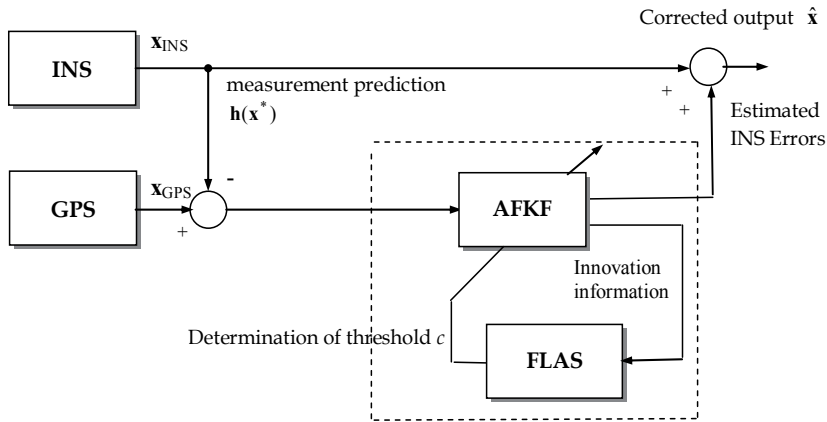 Corrected output x̂
x_INS
INS
measurement prediction
h(x*)
+
+
Estimated
INS Errors
x_GPS
-
GPS
+
AFKF
Innovation
information
Determination of threshold c
FLAS